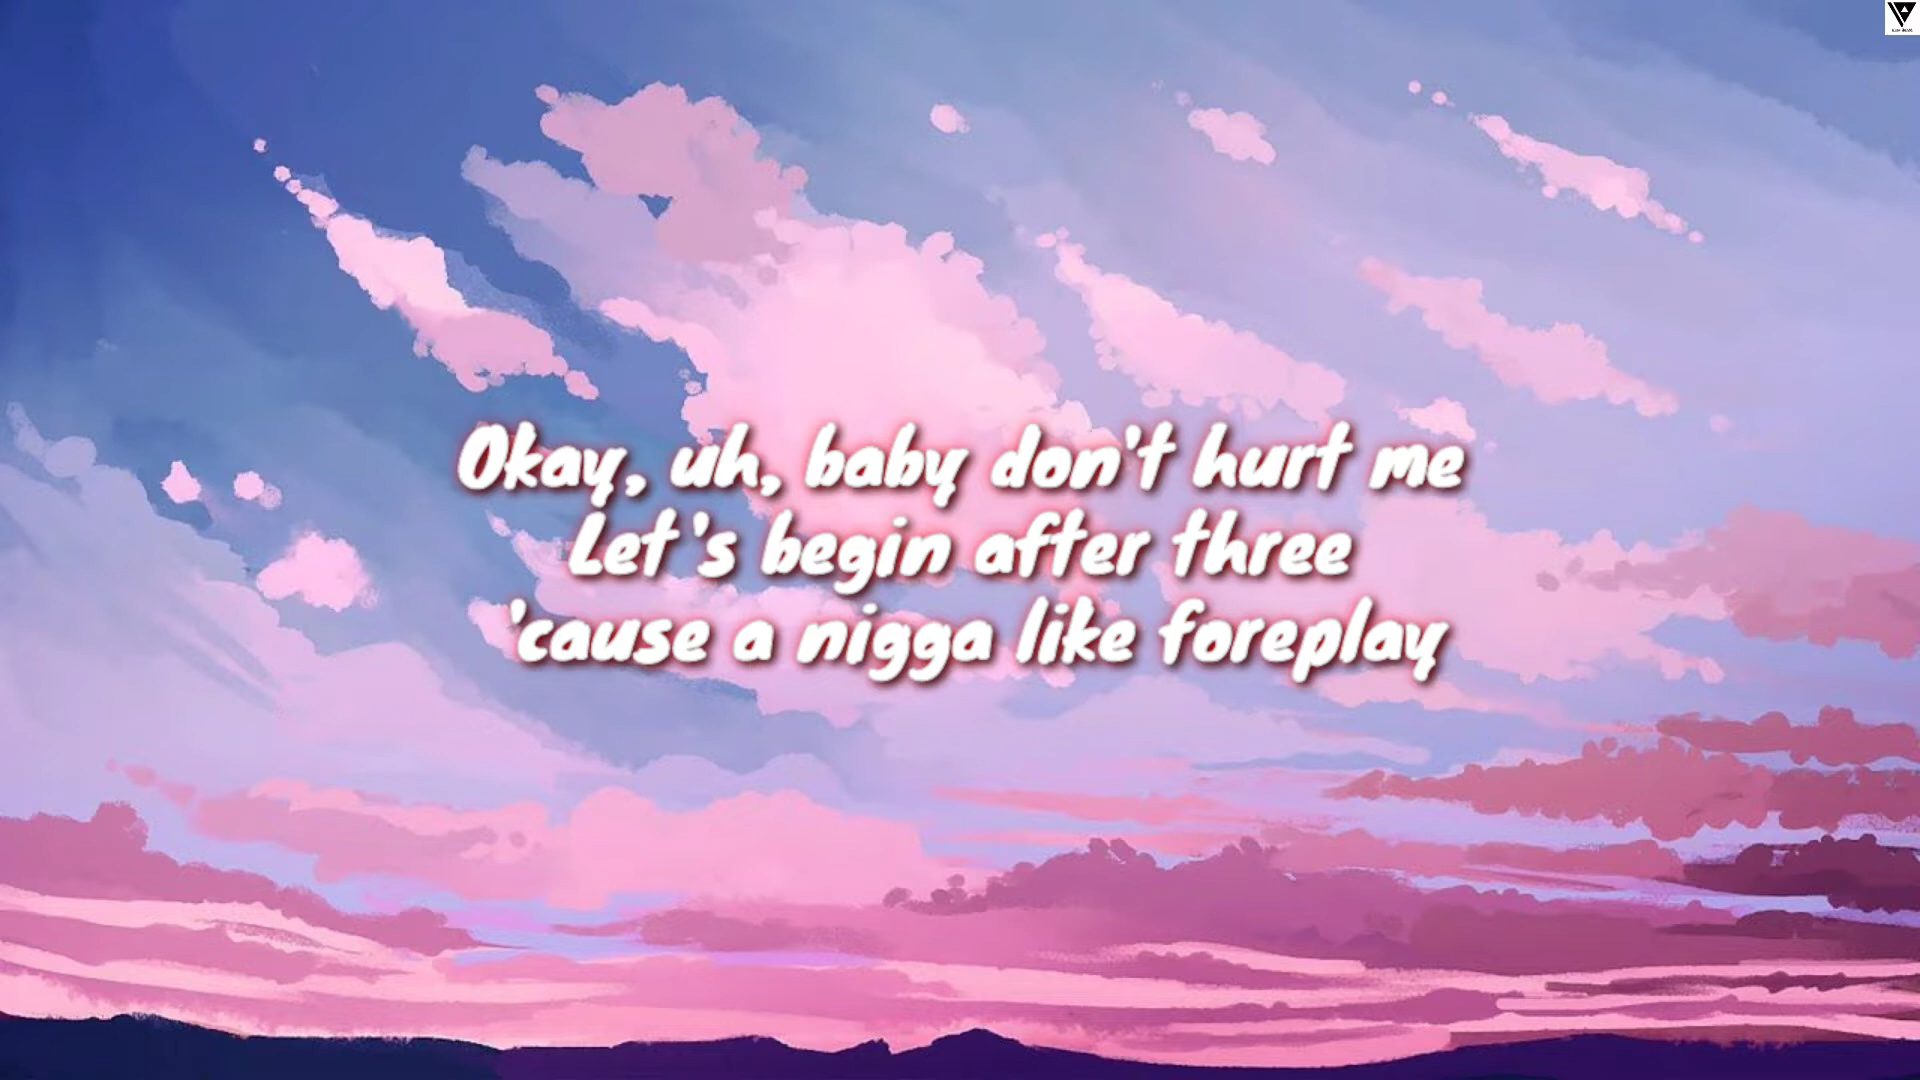 Okay, uh, baby don't hurt me
Let's begin after three
'cause a nigga like foreplay